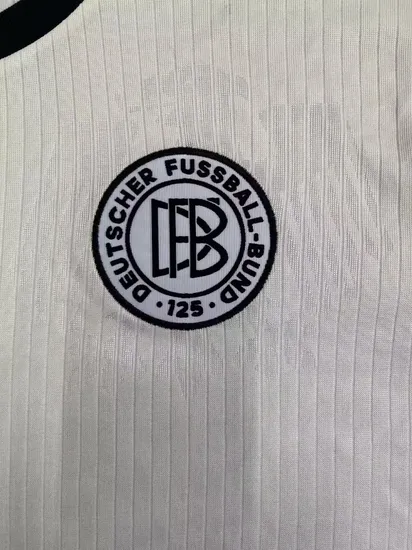 DEUTSCHER FUSSBALL-BUND
DFB
· 125 ·